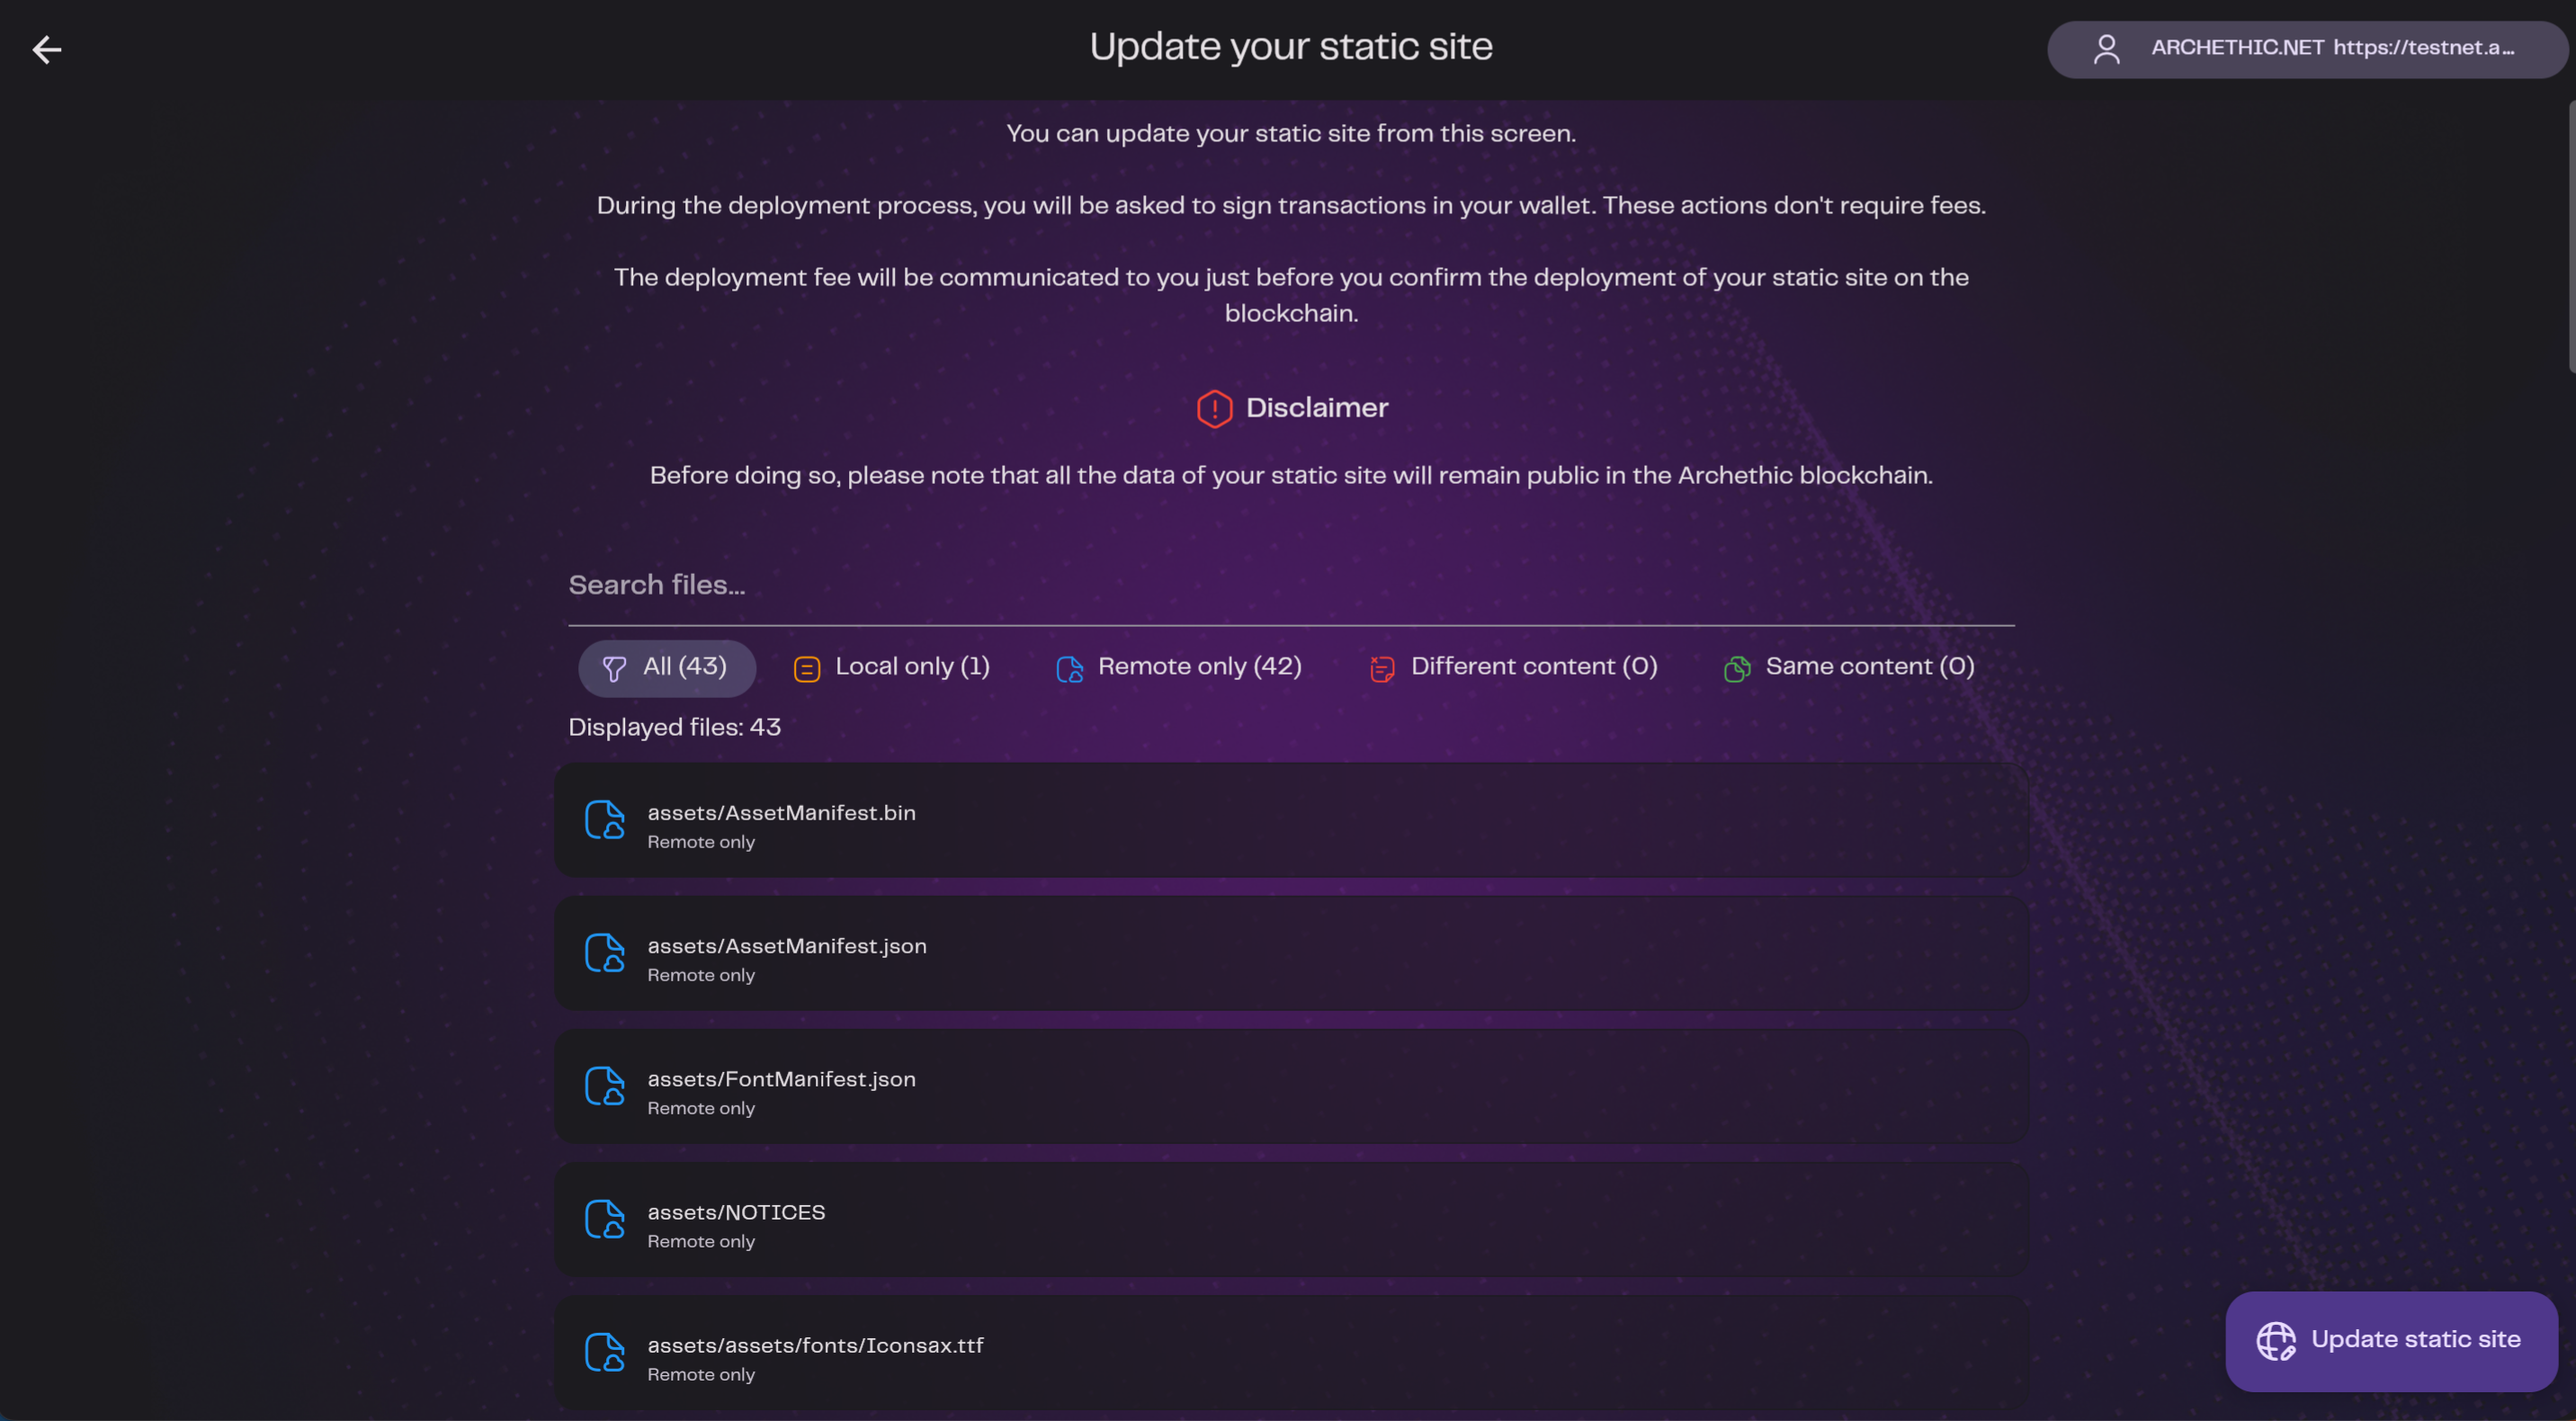 Update your static site
ARCHETHIC.NET https://testnet.a...
You can update your static site from this screen.
During the deployment process, you will be asked to sign transactions in your wallet. These actions don't require fees.
The deployment fee will be communicated to you just before you confirm the deployment of your static site on the
blockchain.
Disclaimer
Before doing so, please note that all the data of your static site will remain public in the Archethic blockchain.
Search files...
All (43) Local only (1) Remote only (42) Different content (0) Same content (0)
Displayed files: 43
assets/AssetManifest.bin
Remote only
assets/AssetManifest.json
Remote only
assets/FontManifest.json
Remote only
assets/NOTICES
Remote only
assets/assets/fonts/Iconsax.ttf
Remote only
Update static site